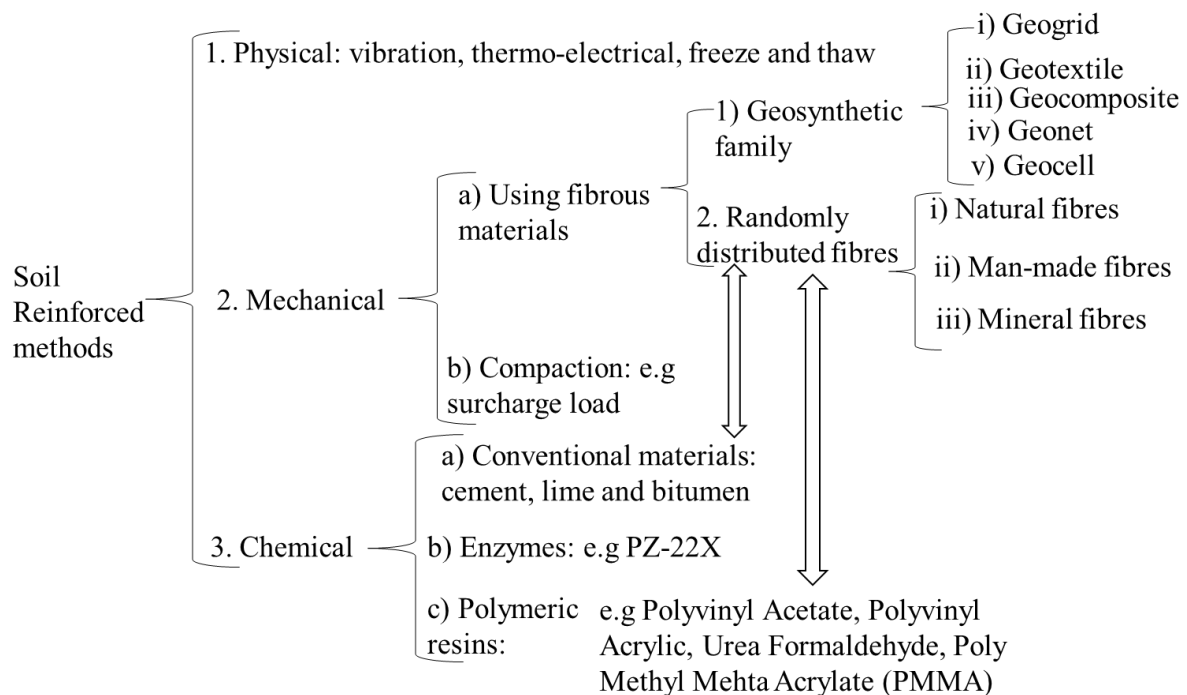 Soil
Reinforced
methods
1. Physical: vibration, thermo-electrical, freeze and thaw
2. Mechanical
a) Using fibrous
materials
1) Geosynthetic
family
i) Geogrid
ii) Geotextile
iii) Geocomposite
iv) Geonet
v) Geocell
2. Randomly
distributed fibres
i) Natural fibres
ii) Man-made fibres
iii) Mineral fibres
b) Compaction: e.g
surcharge load
3. Chemical
a) Conventional materials:
cement, lime and bitumen
b) Enzymes: e.g PZ-22X
c) Polymeric
resins:
e.g Polyvinyl Acetate, Polyvinyl
Acrylic, Urea Formaldehyde, Poly
Methyl Mehta Acrylate (PMMA)